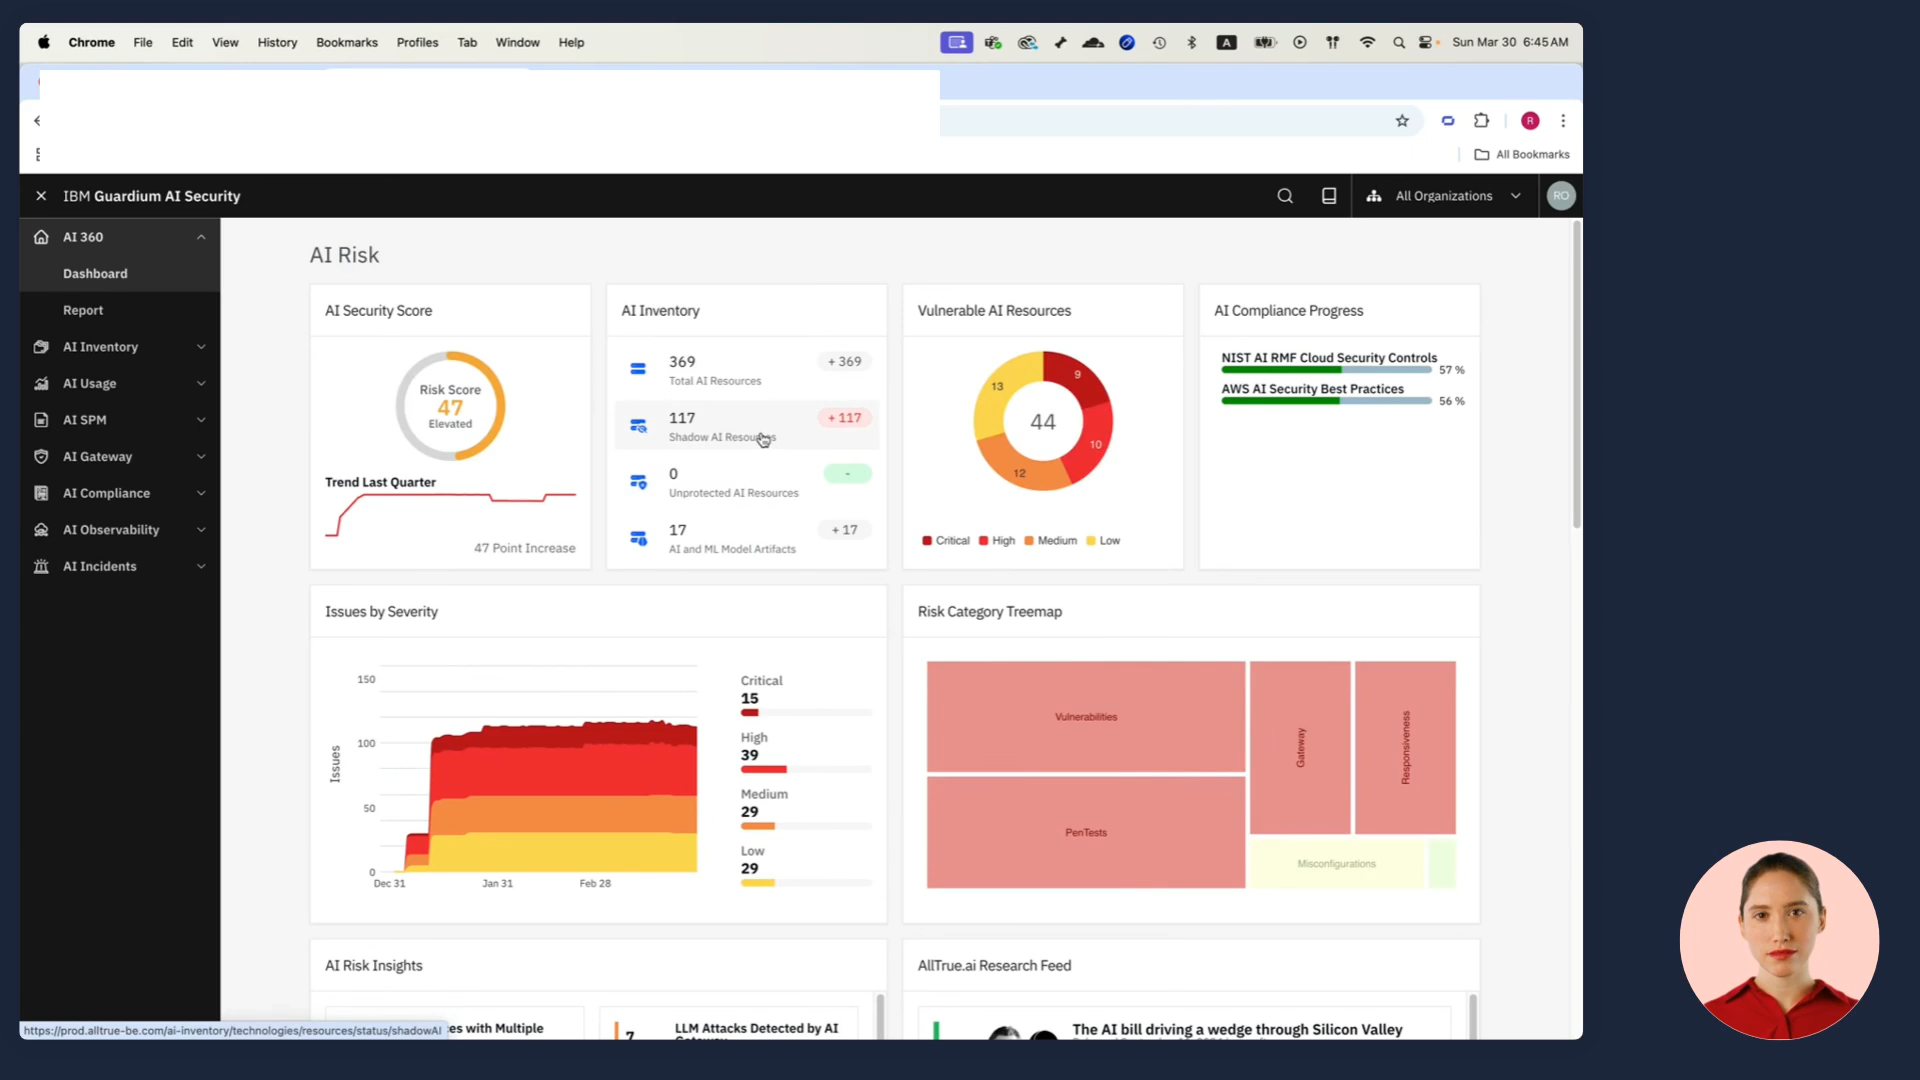 Chrome File Edit View History Bookmarks Profiles Tab Window Help
A
Sun Mar 30 6:45 AM
R
All Bookmarks
IBM Guardium AI Security
All Organizations
RO
AI 360
Dashboard
Report
AI Inventory
AI Usage
AI SPM
AI Gateway
AI Compliance
AI Observability
AI Incidents
AI Risk
AI Security Score
Risk Score
47
Elevated
Trend Last Quarter
47 Point Increase
AI Inventory
369
+ 369
Total AI Resources
117
+ 117
Shadow AI Resources
0
-
Unprotected AI Resources
17
+ 17
AI and ML Model Artifacts
Vulnerable AI Resources
9
10
12
13
44
Critical High Medium Low
AI Compliance Progress
NIST AI RMF Cloud Security Controls
57 %
AWS AI Security Best Practices
56 %
Issues by Severity
Issues
150
100
50
0
Dec 31 Jan 31 Feb 28
Critical
15
High
39
Medium
29
Low
29
Risk Category Treemap
Vulnerabilities
PenTests
Gateway
Responsiveness
Misconfigurations
AI Risk Insights
es with Multiple
7
LLM Attacks Detected by AI
Gateway
AllTrue.ai Research Feed
The AI bill driving a wedge through Silicon Valley
https://prod.alltrue-be.com/ai-inventory/technologies/resources/status/shadowAI